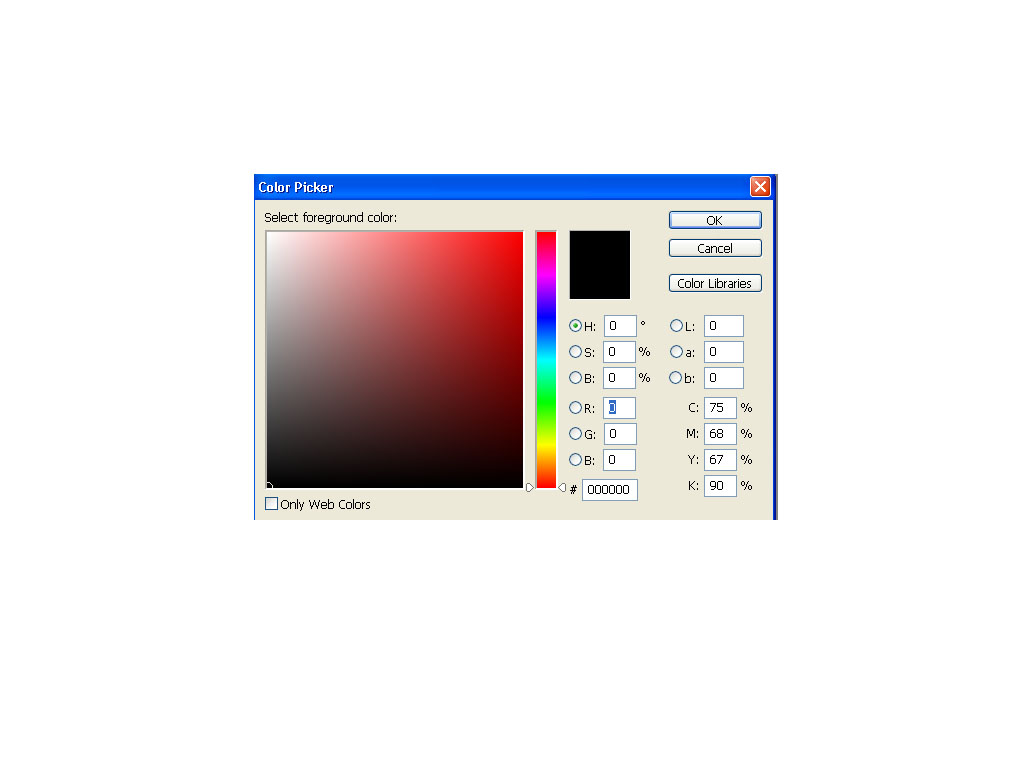 Color Picker
Select foreground color:
OK
Cancel
Color Libraries
H: 0 °
L: 0
S: 0 %
a: 0
B: 0 %
b: 0
R: 0
C: 75 %
G: 0
M: 68 %
B: 0
Y: 67 %
# 000000
K: 90 %
Only Web Colors